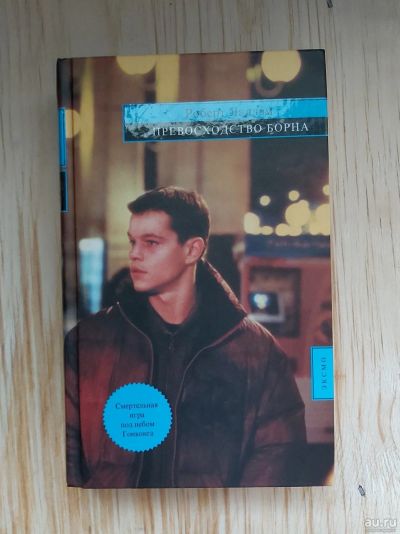 Роберт Ладлэм
ПРЕВОСХОДСТВО БОРНА
ЭКСМО
Смертельная
игра
под небом
Гонконга
au.ru